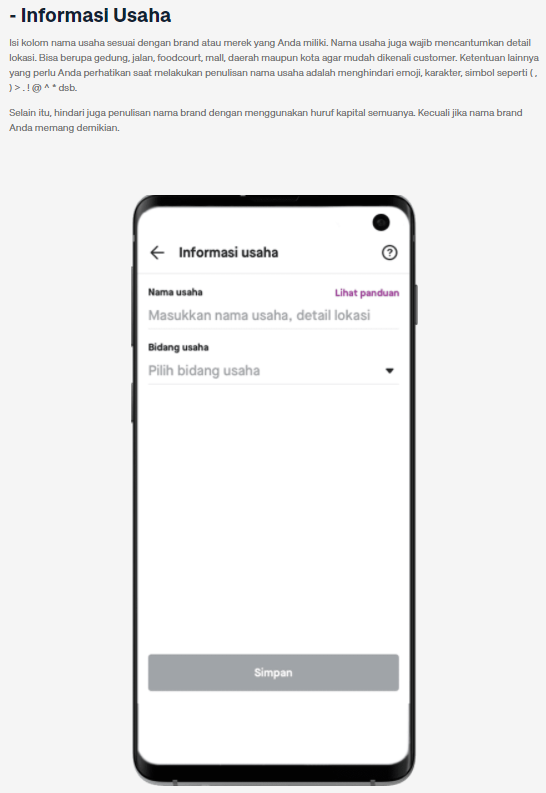 - Informasi Usaha
Isi kolom nama usaha sesuai dengan brand atau merek yang Anda miliki. Nama usaha juga wajib mencantumkan detail
lokasi. Bisa berupa gedung, jalan, foodcourt, mall, daerah maupun kota agar mudah dikenali customer. Ketentuan lainnya
yang perlu Anda perhatikan saat melakukan penulisan nama usaha adalah menghindari emoji, karakter, simbol seperti ( ,
) > . ! @ ^ * dsb.
Selain itu, hindari juga penulisan nama brand dengan menggunakan huruf kapital semuanya. Kecuali jika nama brand
Anda memang demikian.
Informasi usaha
Nama usaha Lihat panduan
Masukkan nama usaha, detail lokasi
Bidang usaha
Pilih bidang usaha
Simpan